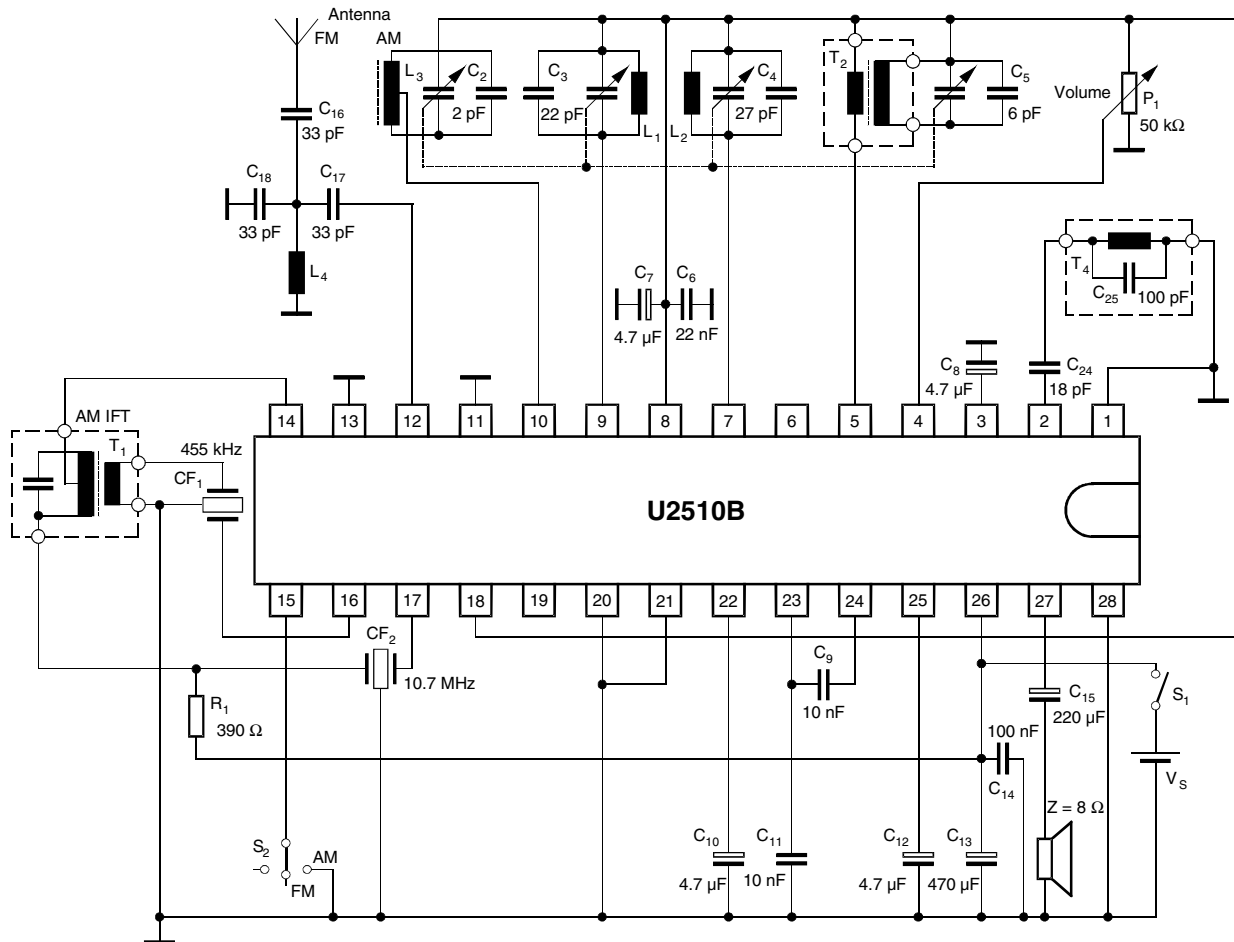 Antenna
FM
AM
L3
C2
2 pF
C3
22 pF
L1
L2
C4
27 pF
T2
C5
6 pF
Volume
P1
50 kΩ
C16
33 pF
C18
33 pF
C17
33 pF
L4
C7
4.7 µF
C6
22 nF
T4
C25
100 pF
C8
4.7 µF
C24
18 pF
14 13 12 11 10 9 8 7 6 5 4 3 2 1
AM IFT
T1
455 kHz
CF1
U2510B
15 16 17 18 19 20 21 22 23 24 25 26 27 28
CF2
10.7 MHz
R1
390 Ω
C9
10 nF
C15
220 µF
S1
100 nF
C14
VS
Z = 8 Ω
S2
AM
FM
C10
4.7 µF
C11
10 nF
C12
4.7 µF
C13
470 µF